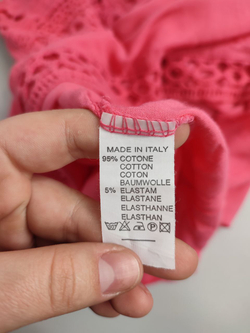 MADE IN ITALY
95% COTONE
COTTON
COTON
BAUMWOLLE
5% ELASTAM
ELASTANE
ELASTHANNE
ELASTHAN